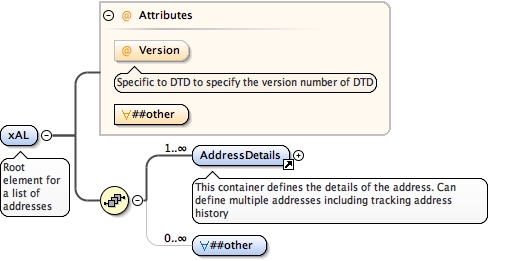 @ Attributes
@ Version
Specific to DTD to specify the version number of DTD
∀##other
xAL
Root
element for
a list of
addresses
1..∞
AddressDetails
This container defines the details of the address. Can
define multiple addresses including tracking address
history
0..∞
∀##other